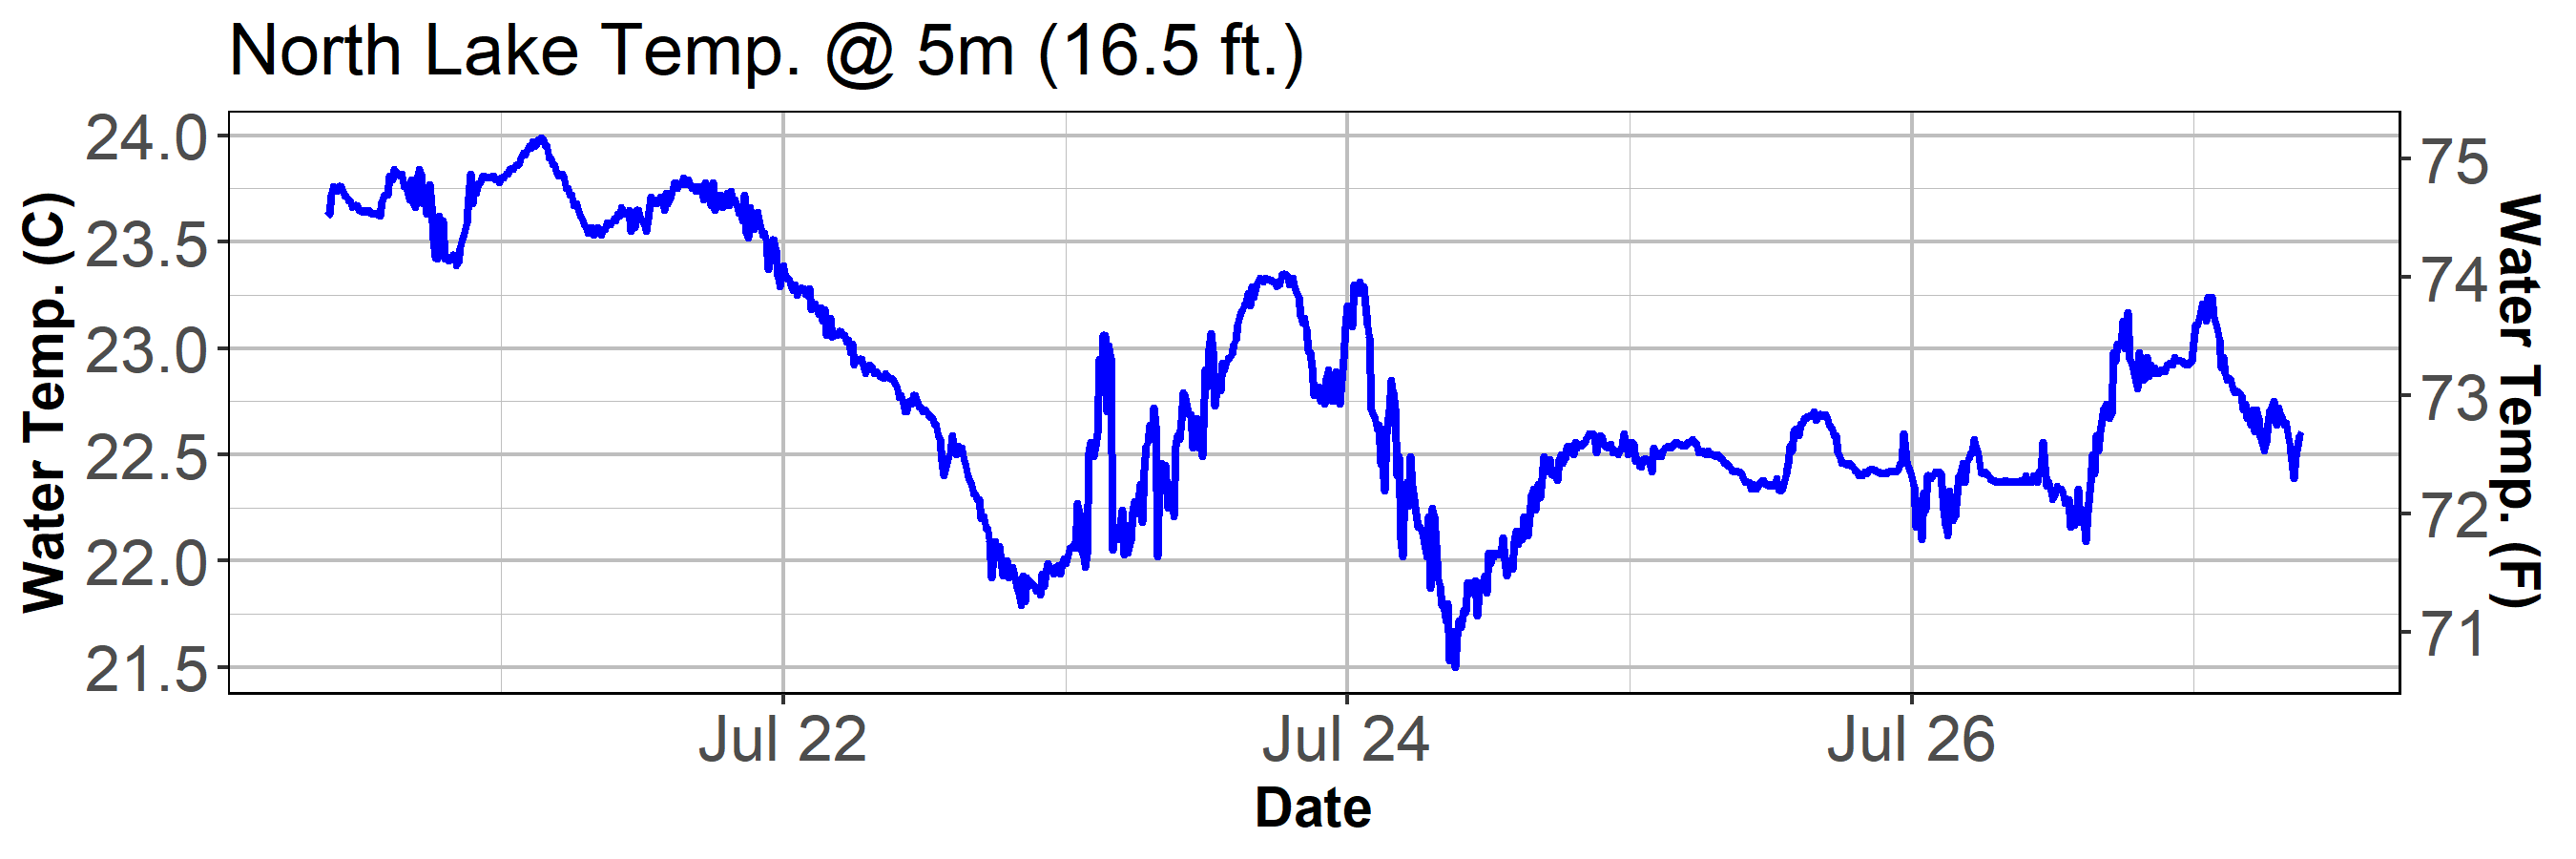 North Lake Temp. @ 5m (16.5 ft.)
Water Temp. (C)
24.0
23.5
23.0
22.5
22.0
21.5
75
74
73
72
71
Water Temp. (F)
Jul 22
Jul 24
Jul 26
Date